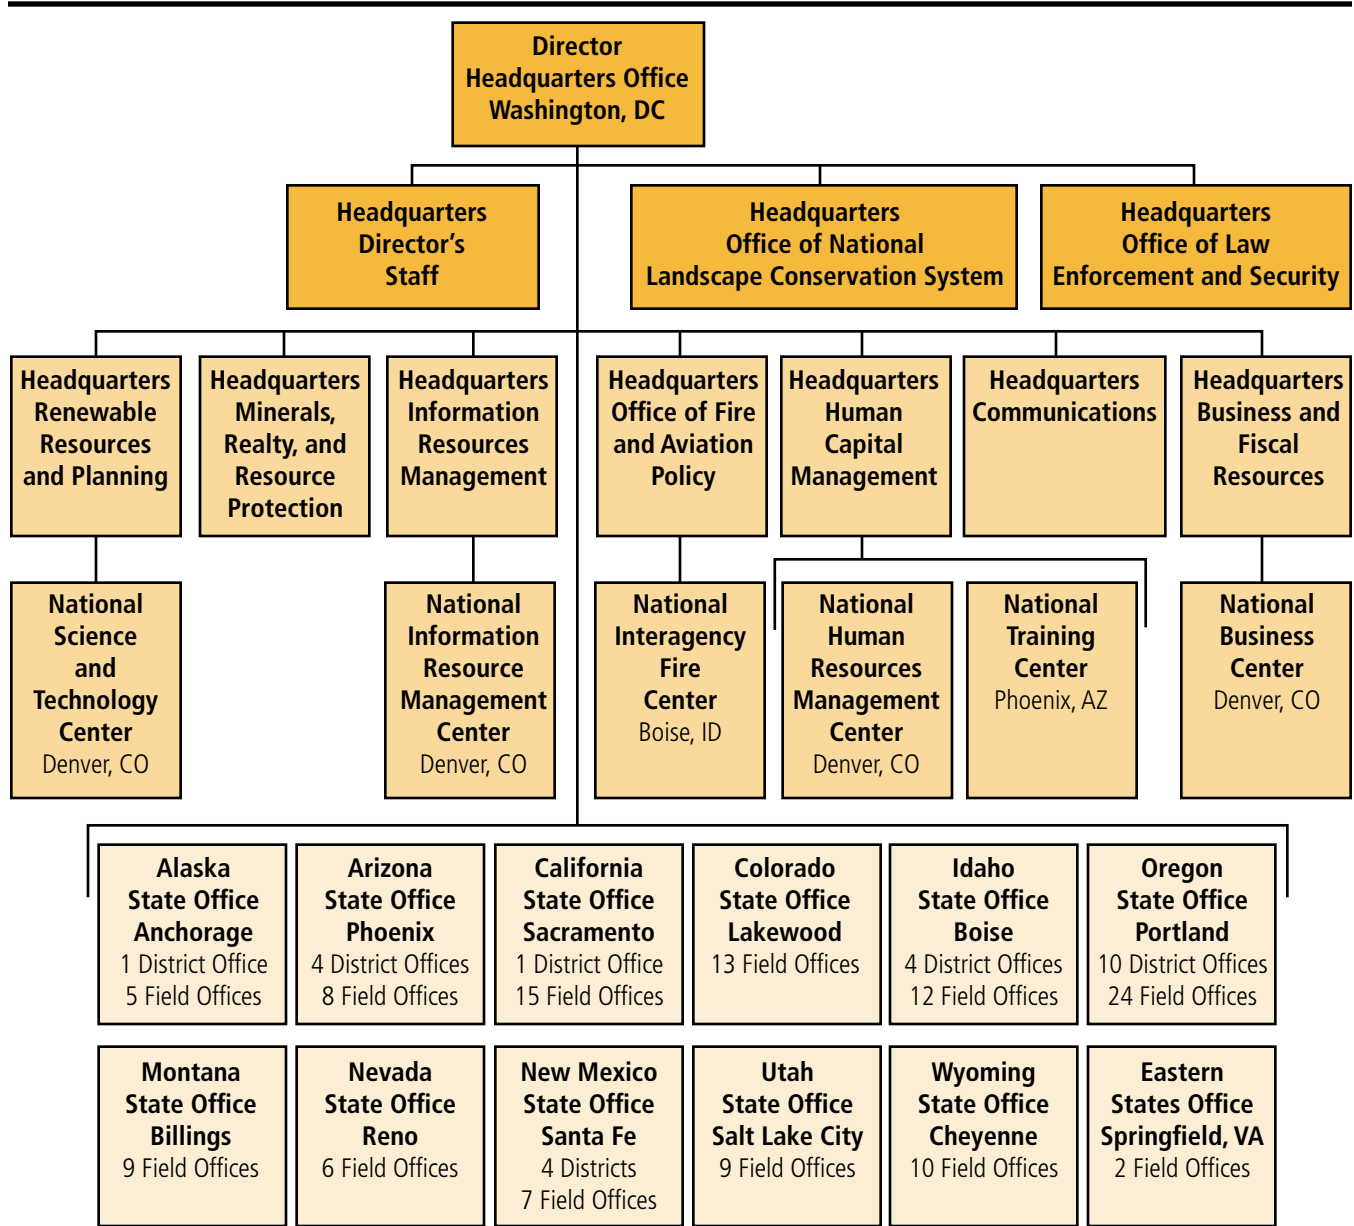 Director
Headquarters Office
Washington, DC
Headquarters
Director's
Staff
Headquarters
Office of National
Landscape Conservation System
Headquarters
Office of Law
Enforcement and Security
Headquarters
Renewable
Resources
and Planning
Headquarters
Minerals,
Realty, and
Resource
Protection
Headquarters
Information
Resources
Management
Headquarters
Office of Fire
and Aviation
Policy
Headquarters
Human
Capital
Management
Headquarters
Communications
Headquarters
Business and
Fiscal
Resources
National
Science
and
Technology
Center
Denver, CO
National
Information
Resource
Management
Center
Denver, CO
National
Interagency
Fire
Center
Boise, ID
National
Human
Resources
Management
Center
Denver, CO
National
Training
Center
Phoenix, AZ
National
Business
Center
Denver, CO
Alaska
State Office
Anchorage
1 District Office
5 Field Offices
Arizona
State Office
Phoenix
4 District Offices
8 Field Offices
California
State Office
Sacramento
1 District Office
15 Field Offices
Colorado
State Office
Lakewood
13 Field Offices
Idaho
State Office
Boise
4 District Offices
12 Field Offices
Oregon
State Office
Portland
10 District Offices
24 Field Offices
Montana
State Office
Billings
9 Field Offices
Nevada
State Office
Reno
6 Field Offices
New Mexico
State Office
Santa Fe
4 Districts
7 Field Offices
Utah
State Office
Salt Lake City
9 Field Offices
Wyoming
State Office
Cheyenne
10 Field Offices
Eastern
States Office
Springfield, VA
2 Field Offices